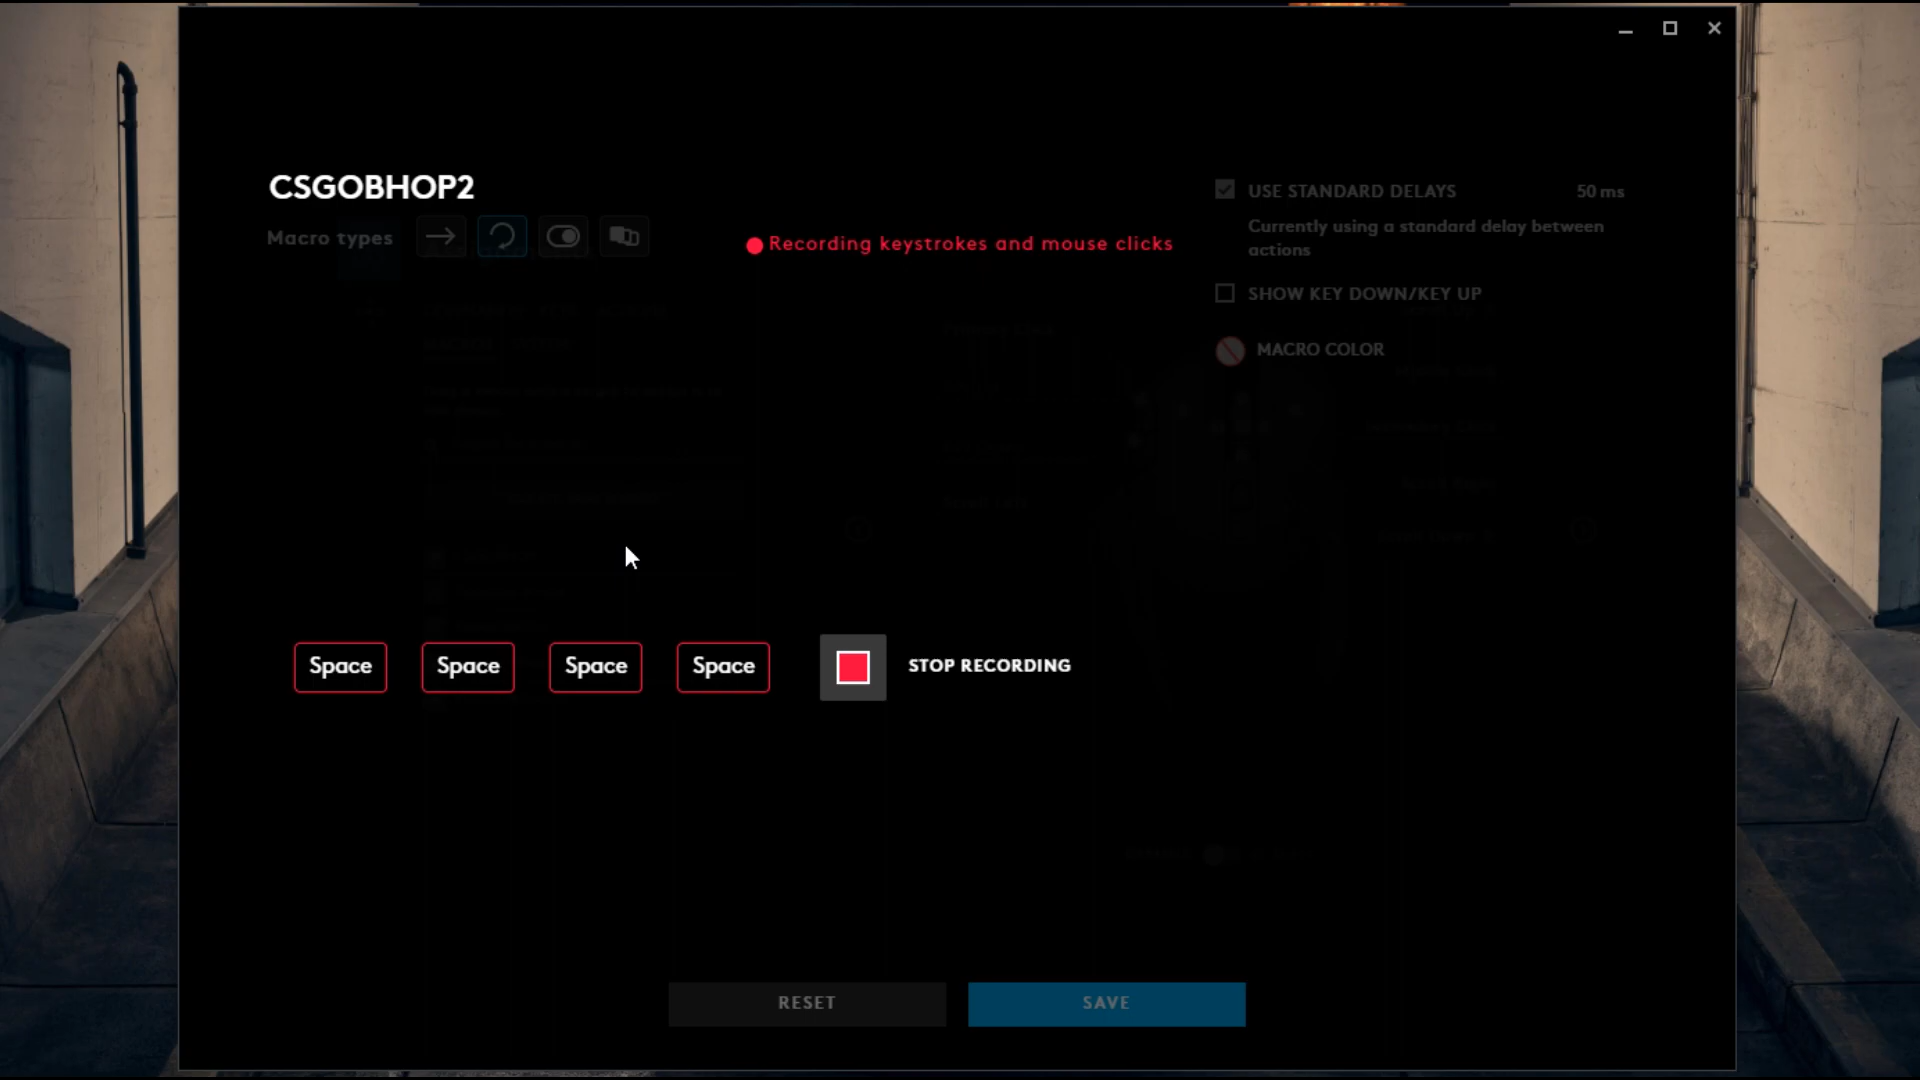 CSGOBHOP2
Macro types
Recording keystrokes and mouse clicks
USE STANDARD DELAYS 50 ms
Currently using a standard delay between
actions
SHOW KEY DOWN/KEY UP
MACRO COLOR
Space Space Space Space STOP RECORDING
RESET SAVE